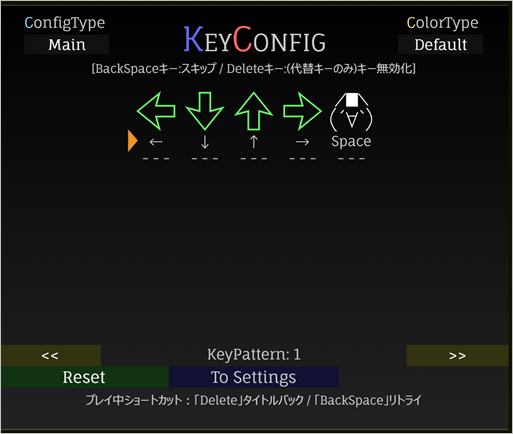 ConfigType
Main
KEYCONFIG
ColorType
Default
[BackSpaceキー:スキップ / Deleteキー:(代替キーのみ)キー無効化]
← ↓ ↑ → Space
--- --- --- --- ---
<< KeyPattern: 1 >>
Reset To Settings
プレイ中ショートカット：「Delete」タイトルバック / 「BackSpace」リトライ